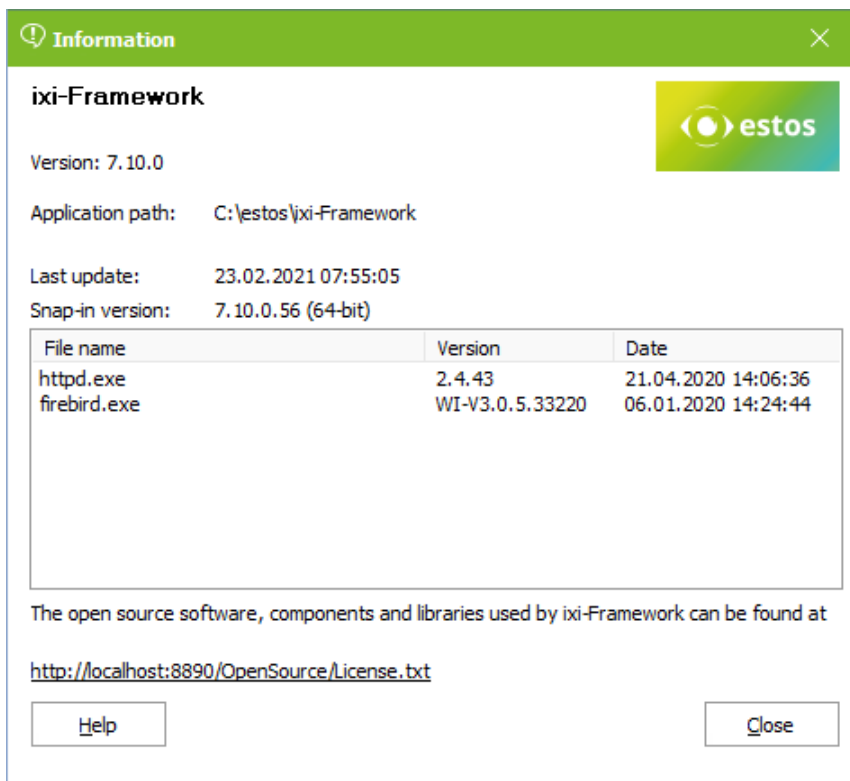 Information
ixi-Framework
estos
Version: 7.10.0
Application path: C:\estos\ixi-Framework
Last update: 23.02.2021 07:55:05
Snap-in version: 7.10.0.56 (64-bit)
File name Version Date
httpd.exe 2.4.43 21.04.2020 14:06:36
firebird.exe WI-V3.0.5.33220 06.01.2020 14:24:44
The open source software, components and libraries used by ixi-Framework can be found at
http://localhost:8890/OpenSource/License.txt
Help Close